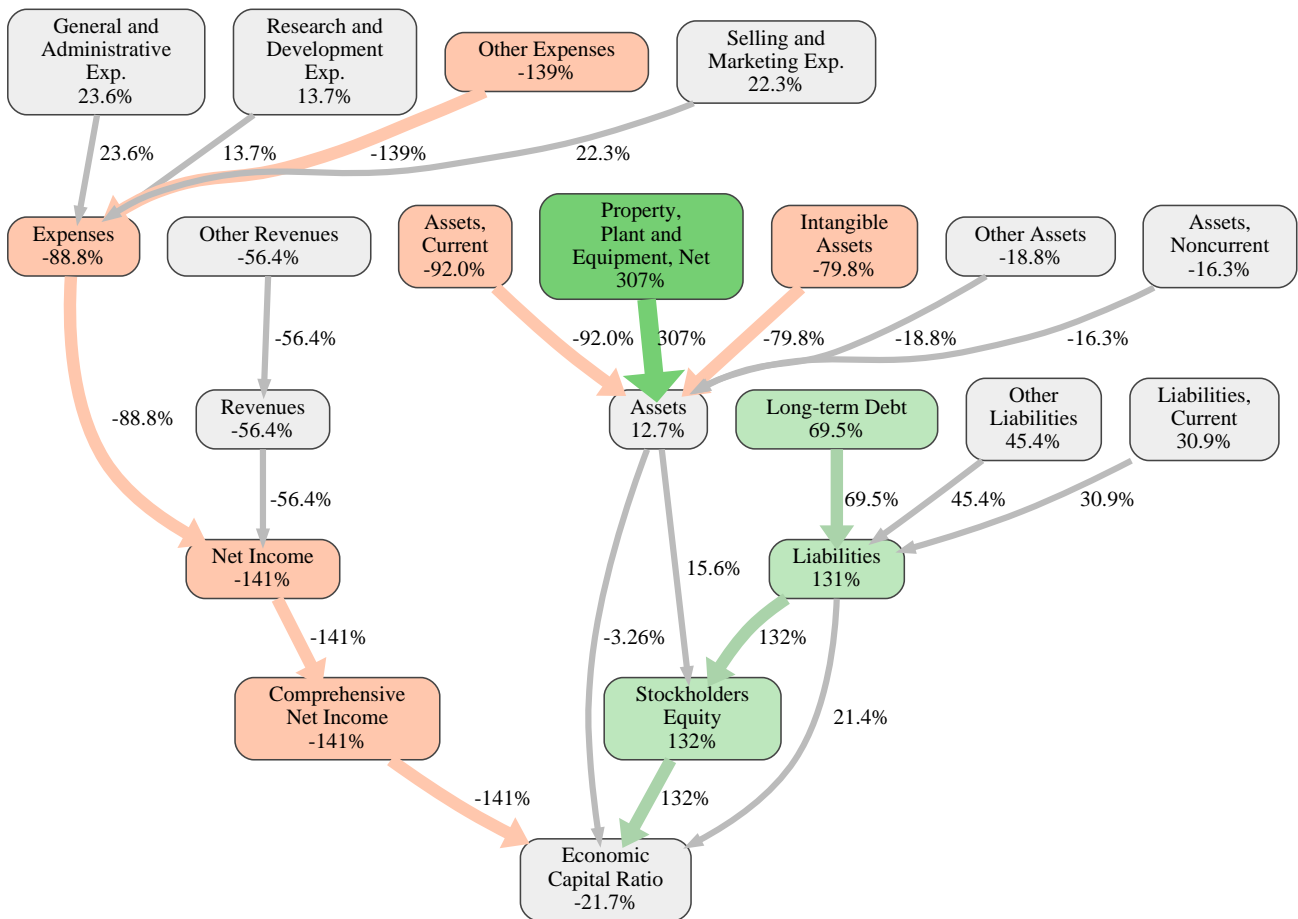 General and
Administrative
Exp.
23.6%
Research and
Development
Exp.
13.7%
Other Expenses
-139%
Selling and
Marketing Exp.
22.3%
23.6%
13.7%
-139%
22.3%
Expenses
-88.8%
Other Revenues
-56.4%
Assets,
Current
-92.0%
Property,
Plant and
Equipment, Net
307%
Intangible
Assets
-79.8%
Other Assets
-18.8%
Assets,
Noncurrent
-16.3%
-56.4%
-92.0%
307%
-79.8%
-18.8%
-16.3%
-88.8%
Revenues
-56.4%
Assets
12.7%
Long-term Debt
69.5%
Other
Liabilities
45.4%
Liabilities,
Current
30.9%
-56.4%
69.5%
45.4%
30.9%
Net Income
-141%
15.6%
Liabilities
131%
-141%
-3.26%
132%
Comprehensive
Net Income
-141%
Stockholders
Equity
132%
21.4%
-141%
132%
Economic
Capital Ratio
-21.7%